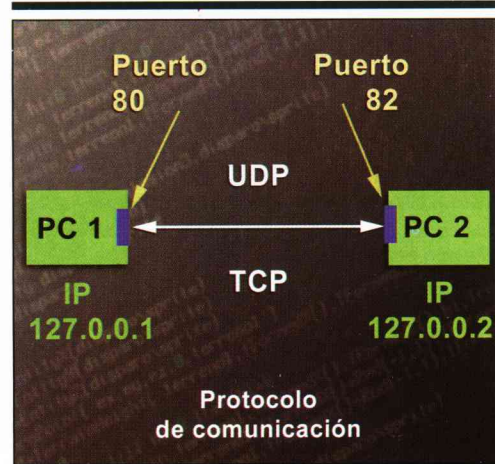 Puerto
80
Puerto
82
UDP
PC 1
PC 2
TCP
IP
127.0.0.1
IP
127.0.0.2
Protocolo
de comunicación